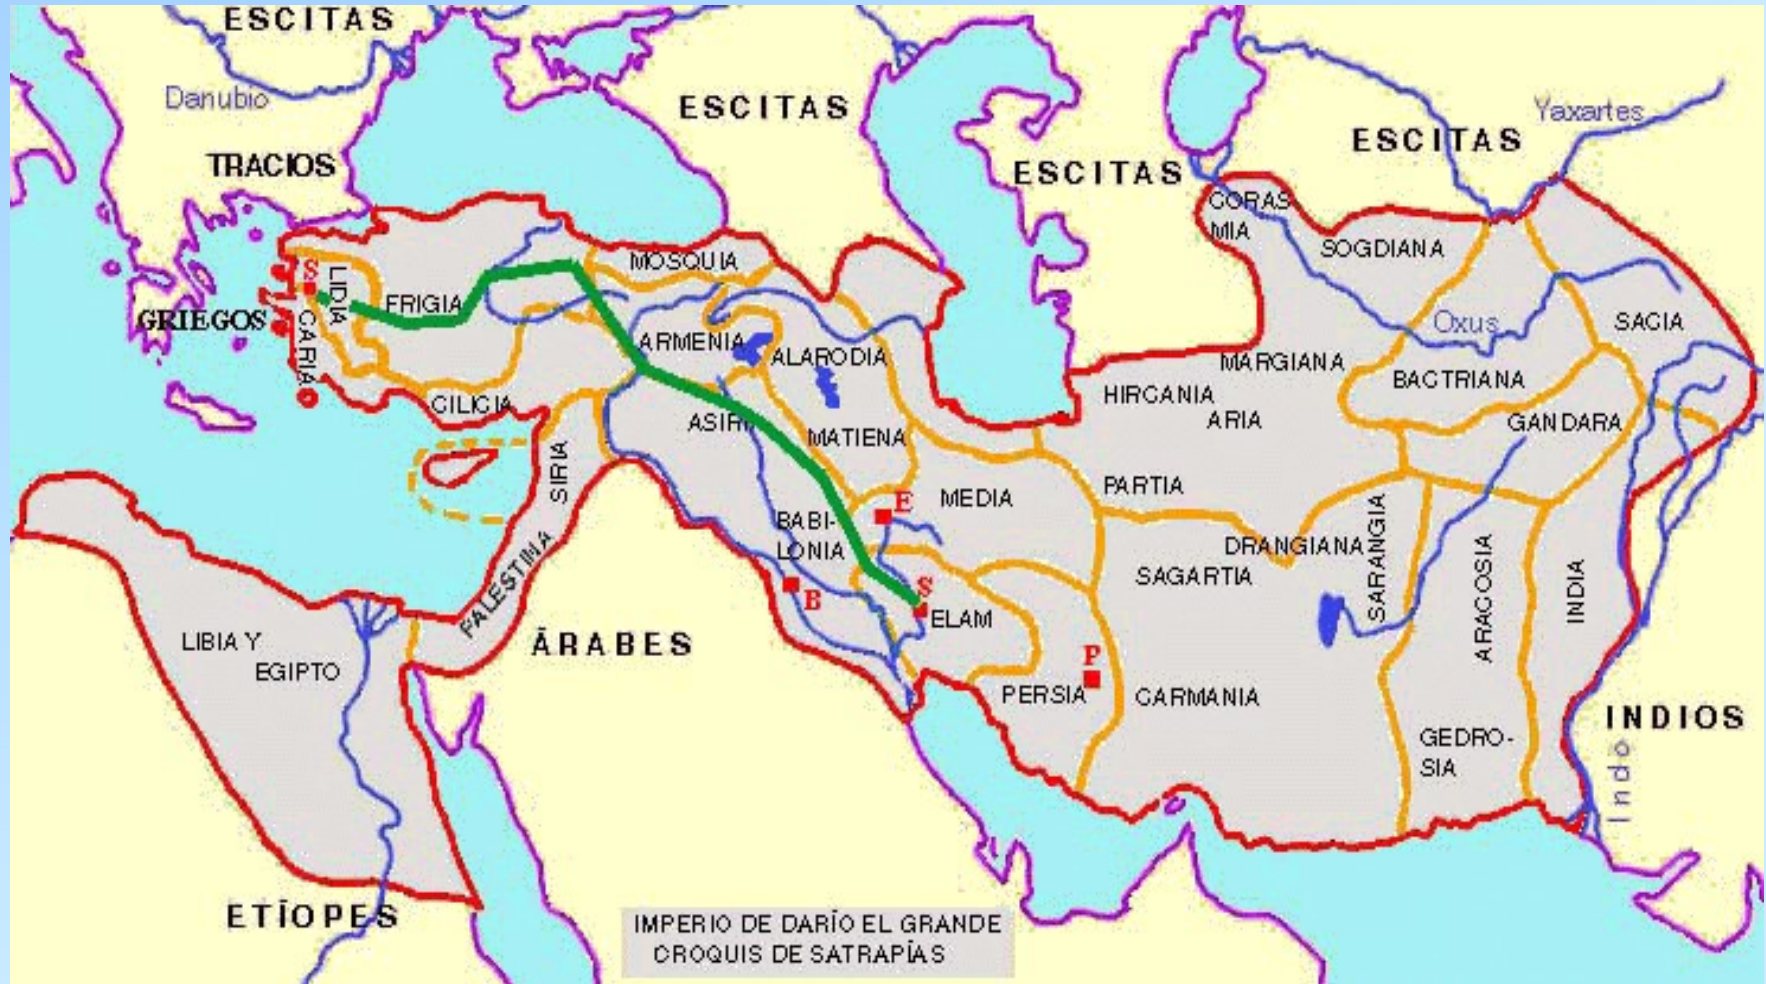 ESCITAS
Danubio
TRACIOS
ESCITAS
ESCITAS
ESCITAS
Yaxartes
CORAS
MIA
SOGDIANA
MOSQUIA
S
LIDIA
FRIGIA
GRIEGOS
CARIA
ARMENIA
ALARODIA
Oxus
SACIA
MARGIANA
HIRCANIA
BACTRIANA
ARIA
GANDARA
CILICIA
ASIRI
MATIENA
SIRIA
PARTIA
E
MEDIA
BABI-
LONIA
DRANGIANA
SARANGIA
SAGARTIA
ARACOSIA
INDIA
PALESTINA
B
S
ELAM
LIBIA Y
EGIPTO
ÁRABES
P
PERSIA
CARMANIA
GEDRO-
SIA
INDIOS
Indo
ETÍOPES
IMPERIO DE DARÍO EL GRANDE
CROQUIS DE SATRAPÍAS